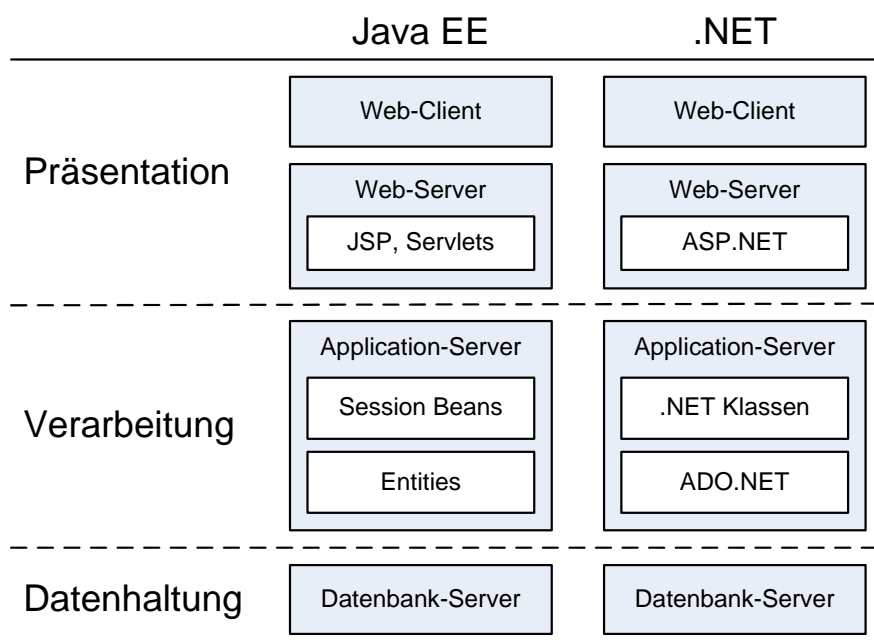 Java EE .NET
Präsentation
Web-Client Web-Client
Web-Server Web-Server
JSP, Servlets ASP.NET
Verarbeitung
Application-Server Application-Server
Session Beans .NET Klassen
Entities ADO.NET
Datenhaltung
Datenbank-Server Datenbank-Server